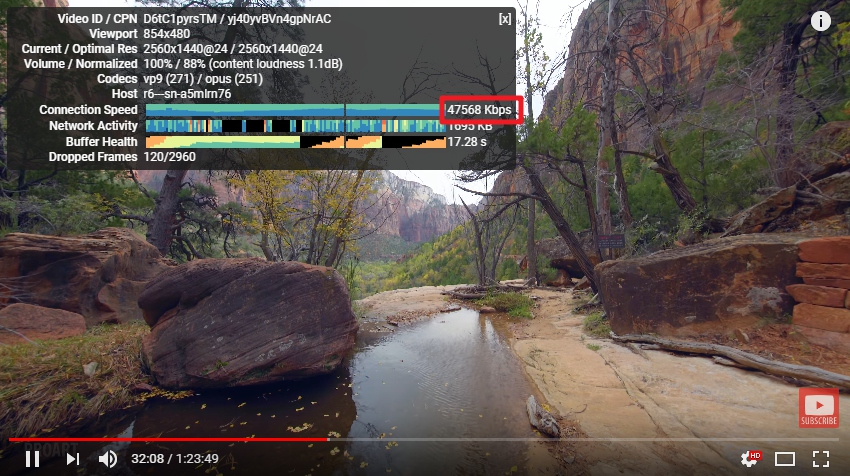 Video ID / CPN D6tC1pyrsTM / yj40yvBVn4gpNrAC [x]
Viewport 854x480
Current / Optimal Res 2560x1440@24 / 2560x1440@24
Volume / Normalized 100% / 88% (content loudness 1.1dB)
Codecs vp9 (271) / opus (251)
Host r6---sn-a5mlrn76
Connection Speed 47568 Kbps
Network Activity 1695 KB
Buffer Health 17.28 s
Dropped Frames 120/2960
SUBSCRIBE
32:08 / 1:23:49 HD